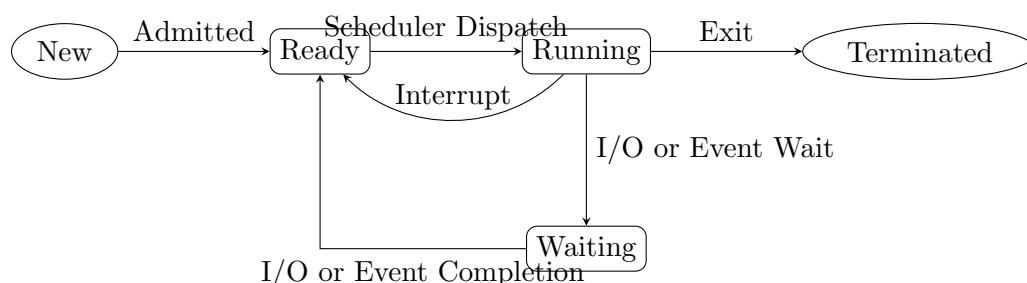 New
Admitted
Ready
Scheduler Dispatch
Running
Exit
Terminated
Interrupt
I/O or Event Wait
Waiting
I/O or Event Completion